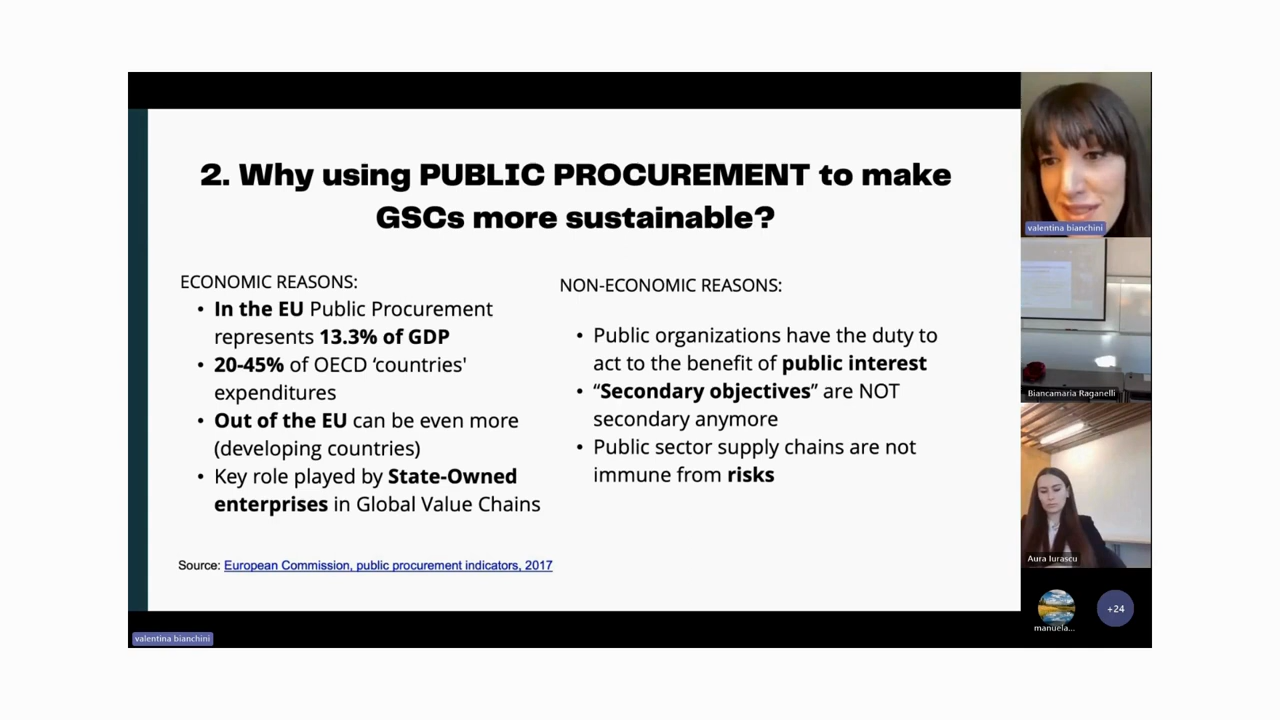 2. Why using PUBLIC PROCUREMENT to make
GSCs more sustainable?
ECONOMIC REASONS:
• In the EU Public Procurement
represents 13.3% of GDP
• 20-45% of OECD ‘countries'
expenditures
• Out of the EU can be even more
(developing countries)
• Key role played by State-Owned
enterprises in Global Value Chains
NON-ECONOMIC REASONS:
• Public organizations have the duty to
act to the benefit of public interest
• “Secondary objectives” are NOT
secondary anymore
• Public sector supply chains are not
immune from risks
Source: European Commission, public procurement indicators, 2017
valentina bianchini
valentina bianchini
Biancamaria Raganelli
Aura Iurascu
manuela...
+24